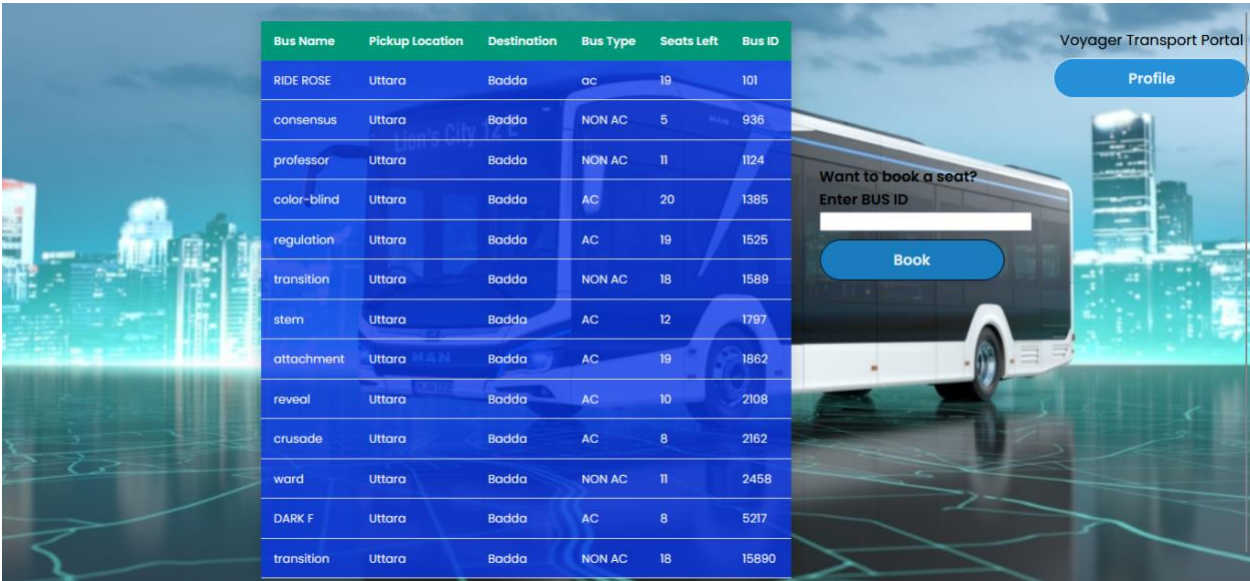 Bus Name Pickup Location Destination Bus Type Seats Left Bus ID
RIDE ROSE Uttara Badda ac 19 101
consensus Uttara Badda NON AC 5 936
professor Uttara Badda NON AC 11 1124
color-blind Uttara Badda AC 20 1385
regulation Uttara Badda AC 19 1525
transition Uttara Badda NON AC 18 1589
stem Uttara Badda AC 12 1797
attachment Uttara Badda AC 19 1862
reveal Uttara Badda AC 10 2108
crusade Uttara Badda AC 8 2162
ward Uttara Badda NON AC 11 2458
DARK F Uttara Badda AC 8 5217
transition Uttara Badda NON AC 18 15890
Lion's City 12 E
MAN
Voyager Transport Portal
Profile
Want to book a seat?
Enter BUS ID
Book